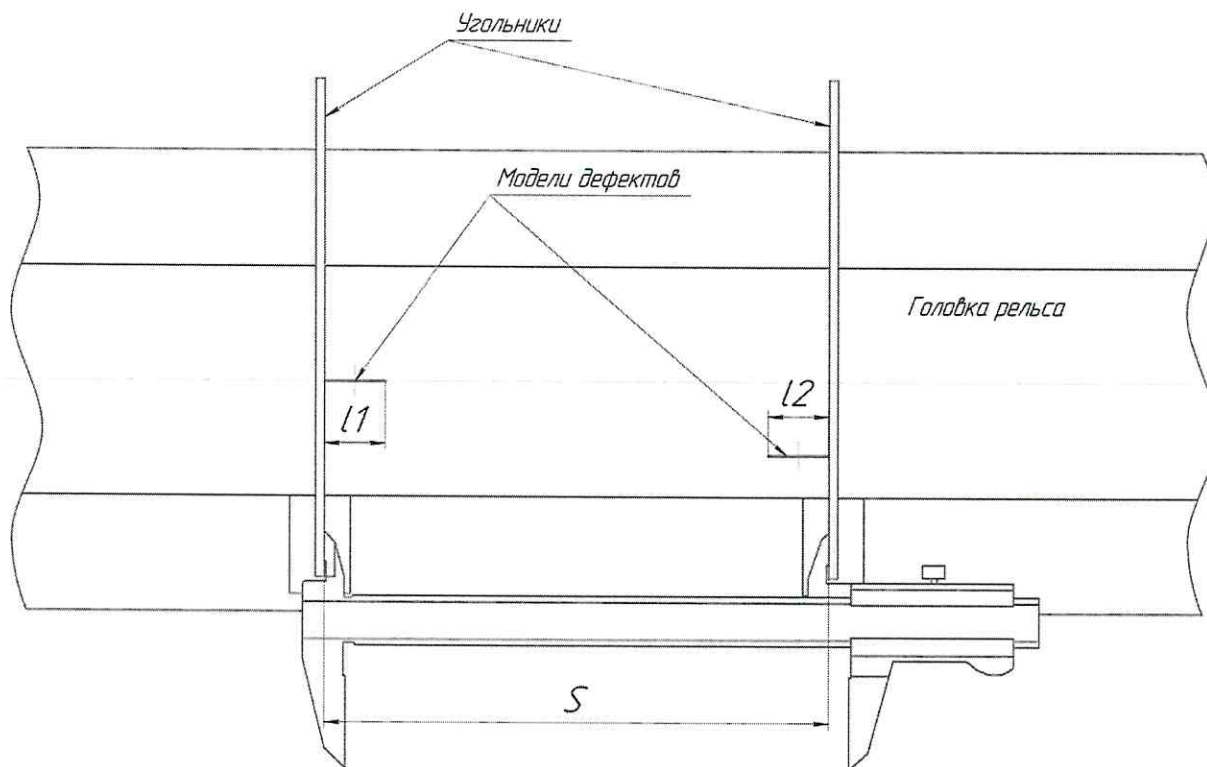 Угольники
Модели дефектов
Головка рельса
l1
l2
S